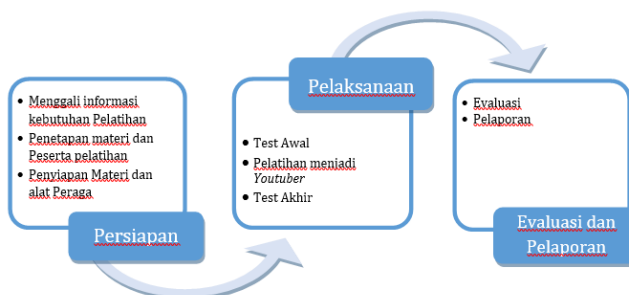 • Menggali informasi
kebutuhan Pelatihan
• Penetapan materi dan
Peserta pelatihan
• Penyiapan Materi dan
alat Peraga
Persiapan
Pelaksanaan
• Test Awal
• Pelatihan menjadi
Youtuber
• Test Akhir
• Evaluasi
• Pelaporan
Evaluasi dan
Pelaporan